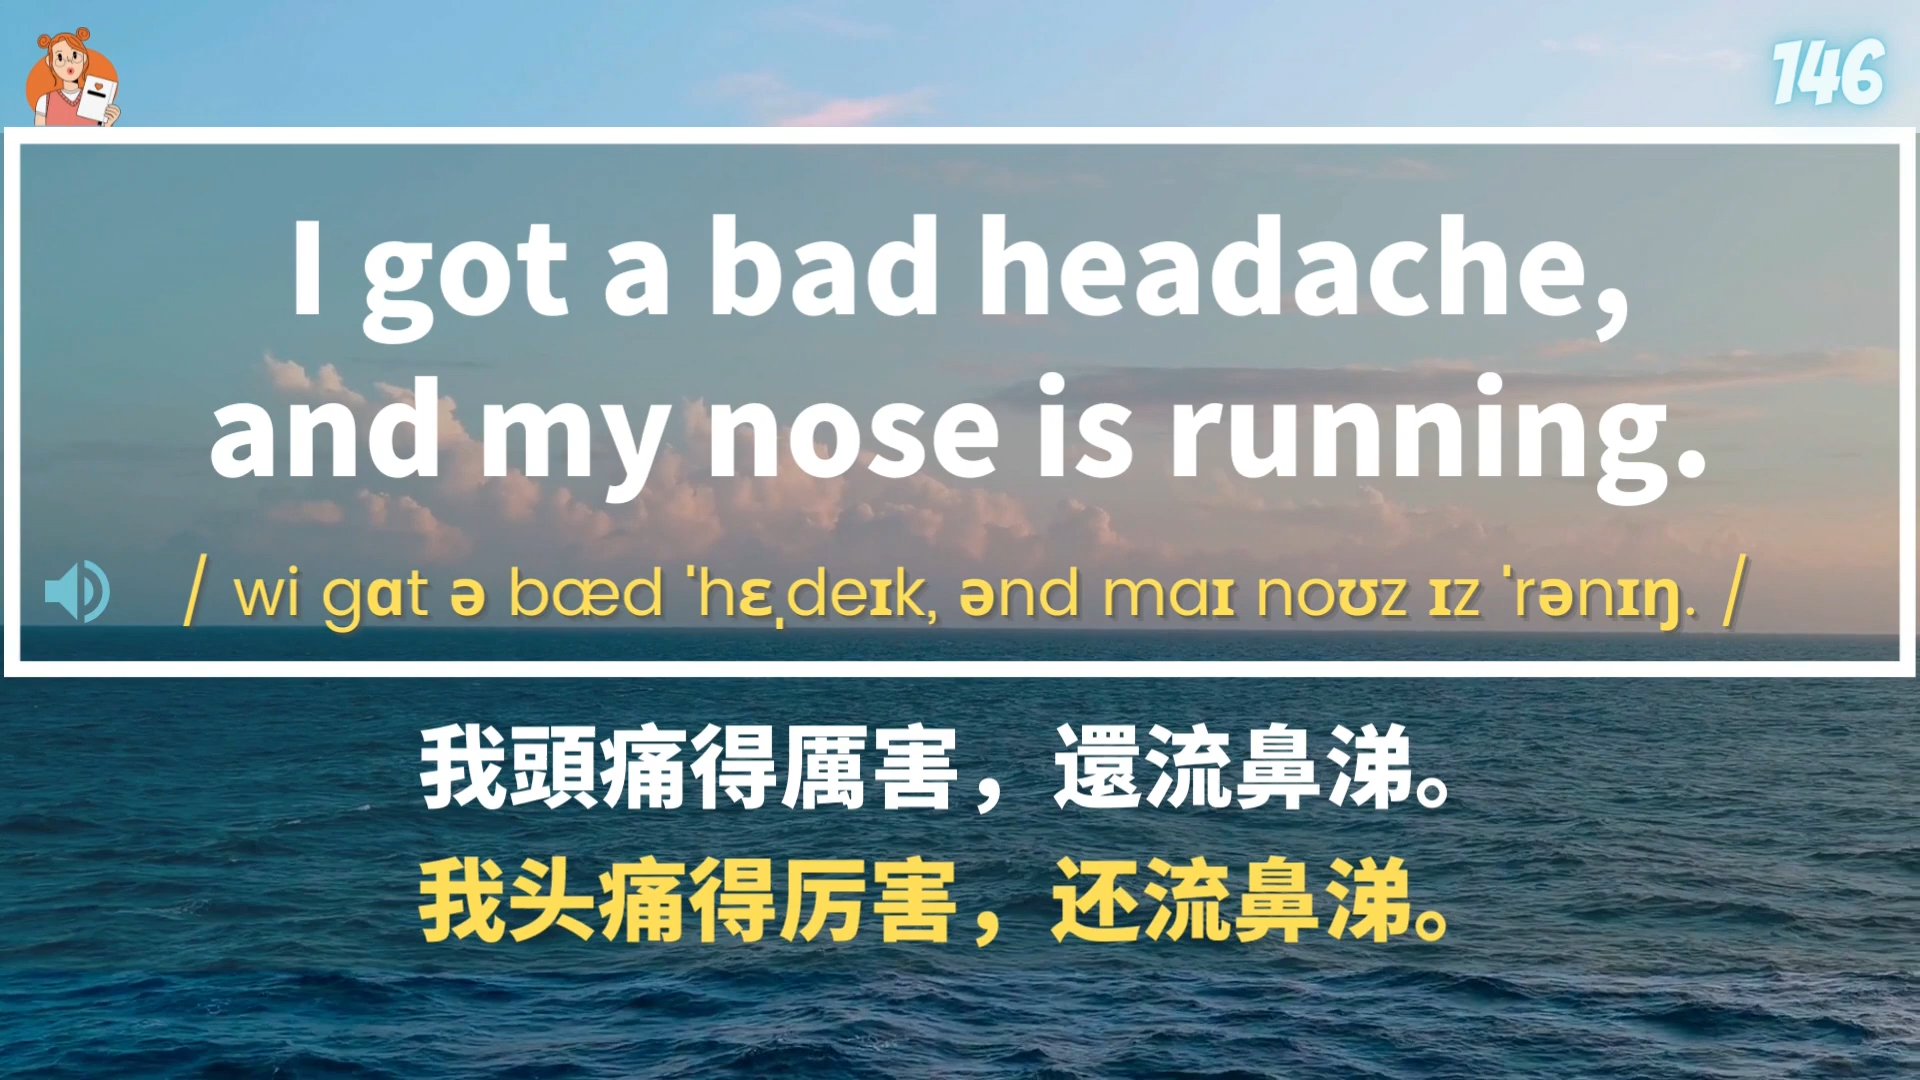 146
I got a bad headache,
and my nose is running.
/ wi gɑt ə bæd ˈhɛˌdeɪk, ənd maɪ noʊz ɪz ˈrənɪŋ. /
我頭痛得厲害，還流鼻涕。
我头痛得厉害，还流鼻涕。